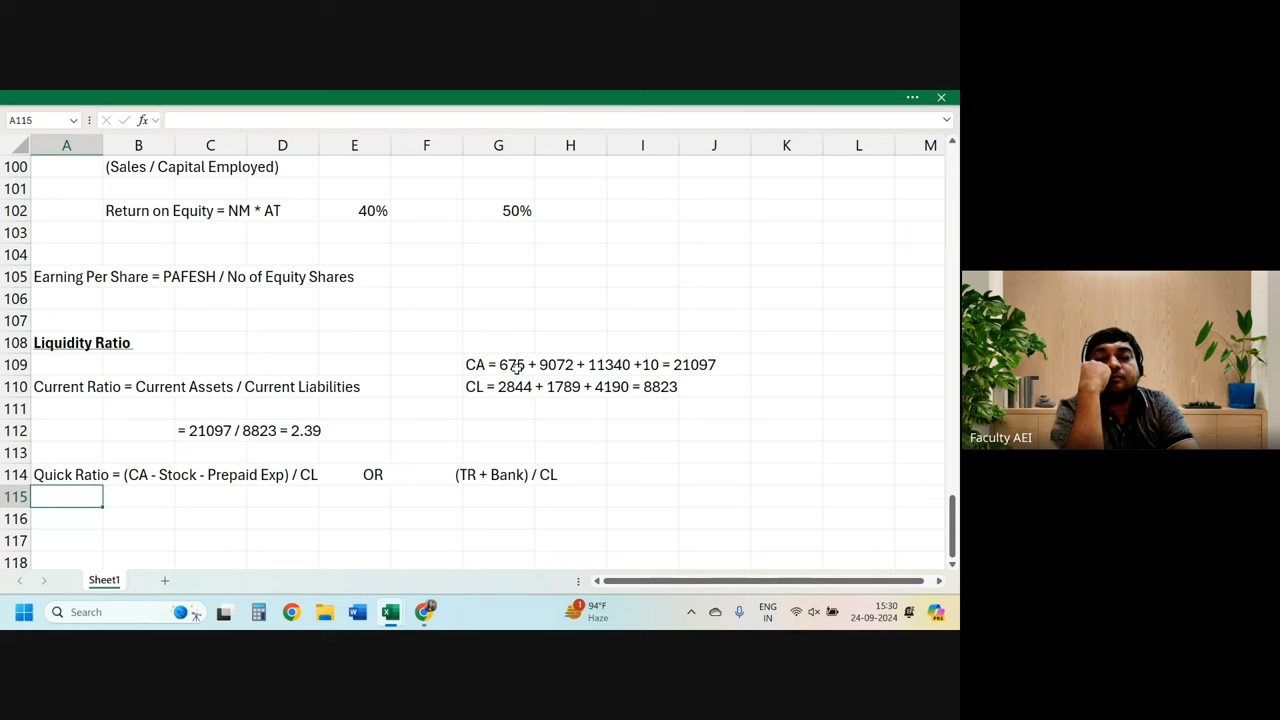 A115
fx
A B C D E F G H I J K L M
100 (Sales / Capital Employed)
101
102 Return on Equity = NM * AT 40% 50%
103
104
105 Earning Per Share = PAFESH / No of Equity Shares
106
107
108 Liquidity Ratio
109 CA = 675 + 9072 + 11340 +10 = 21097
110 Current Ratio = Current Assets / Current Liabilities CL = 2844 + 1789 + 4190 = 8823
111
112 = 21097 / 8823 = 2.39
113
114 Quick Ratio = (CA - Stock - Prepaid Exp) / CL OR (TR + Bank) / CL
115
116
117
118
Faculty AEI
Sheet1
Search
94°F
Haze
ENG
IN
15:30
24-09-2024